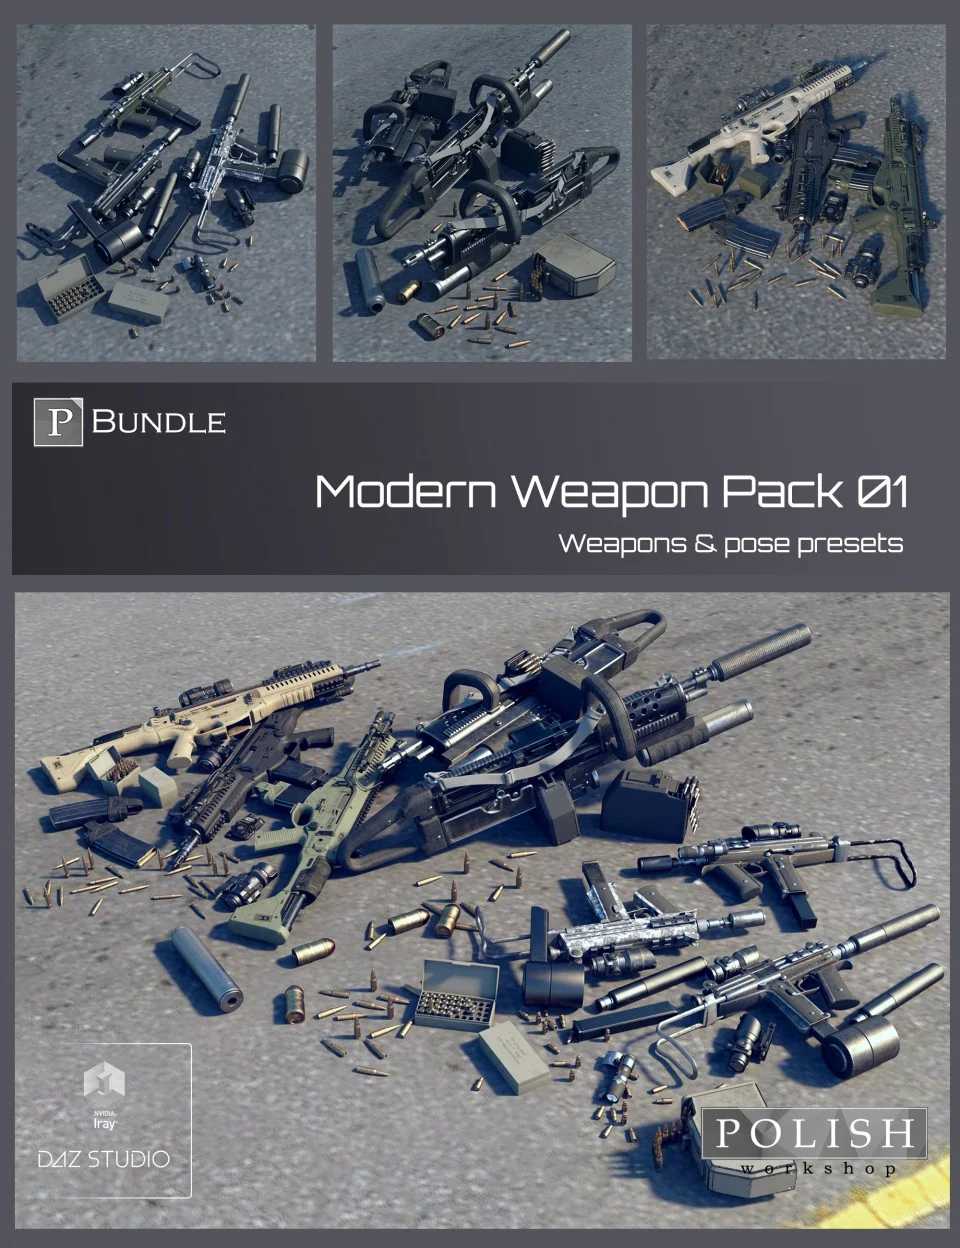 P BUNDLE
Modern Weapon Pack 01
Weapons & pose presets
NVIDIA.
Iray
DAZ STUDIO
POLISH
workshop